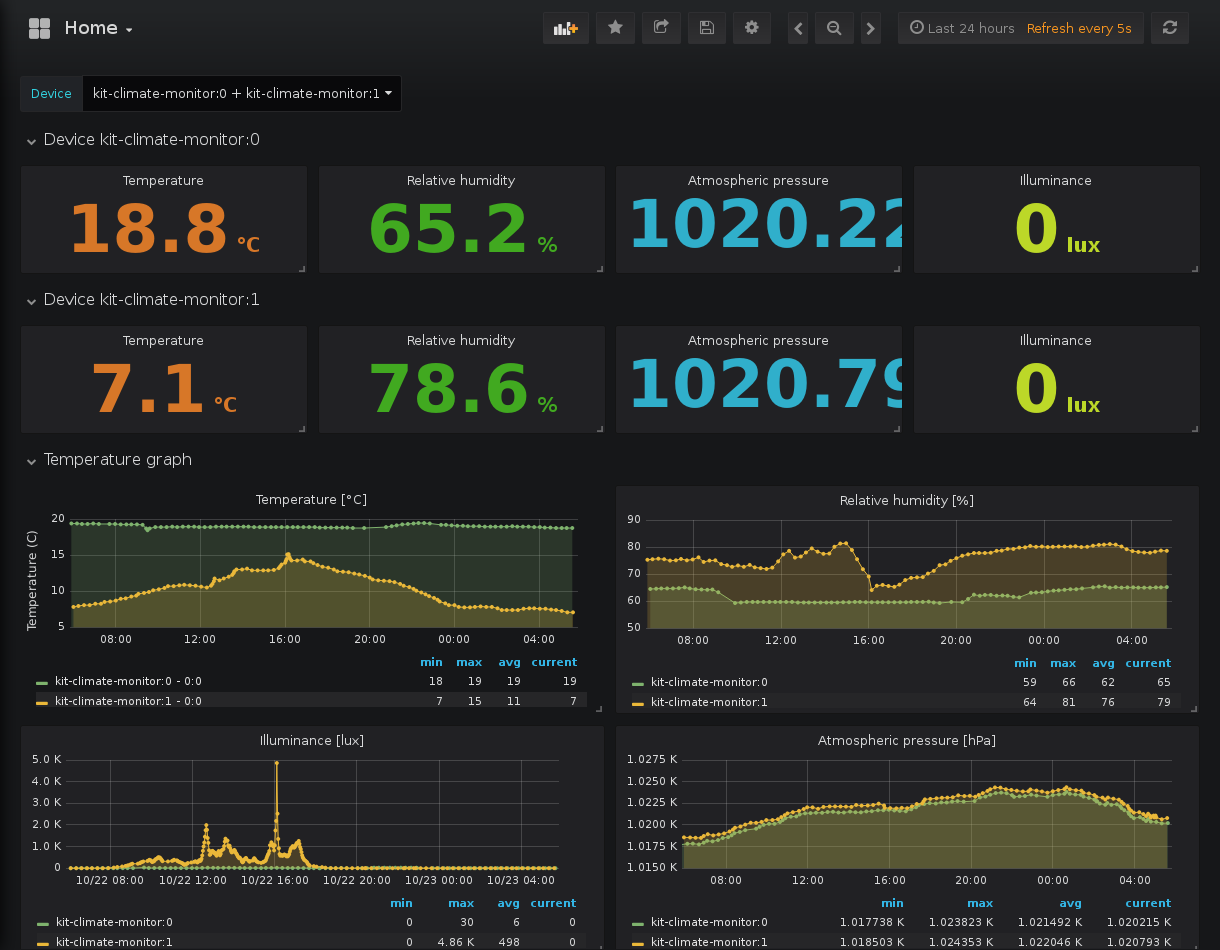 Home
Last 24 hours Refresh every 5s
Device kit-climate-monitor:0 + kit-climate-monitor:1
Device kit-climate-monitor:0
Temperature Relative humidity Atmospheric pressure Illuminance
18.8 °C 65.2 % 1020.22 0 lux
Device kit-climate-monitor:1
Temperature Relative humidity Atmospheric pressure Illuminance
7.1 °C 78.6 % 1020.79 0 lux
Temperature graph
Temperature [°C]
Temperature (C)
20
15
10
5
08:00 12:00 16:00 20:00 00:00 04:00
min max avg current
kit-climate-monitor:0 - 0:0 18 19 19 19
kit-climate-monitor:1 - 0:0 7 15 11 7
Relative humidity [%]
90
80
70
60
50
08:00 12:00 16:00 20:00 00:00 04:00
min max avg current
kit-climate-monitor:0 59 66 62 65
kit-climate-monitor:1 64 81 76 79
Illuminance [lux]
5.0 K
4.0 K
3.0 K
2.0 K
1.0 K
0
10/22 08:00 10/22 12:00 10/22 16:00 10/22 20:00 10/23 00:00 10/23 04:00
min max avg current
kit-climate-monitor:0 0 30 6 0
kit-climate-monitor:1 0 4.86 K 498 0
Atmospheric pressure [hPa]
1.0275 K
1.0250 K
1.0225 K
1.0200 K
1.0175 K
1.0150 K
08:00 12:00 16:00 20:00 00:00 04:00
min max avg current
kit-climate-monitor:0 1.017738 K 1.023823 K 1.021492 K 1.020215 K
kit-climate-monitor:1 1.018503 K 1.024353 K 1.022046 K 1.020793 K